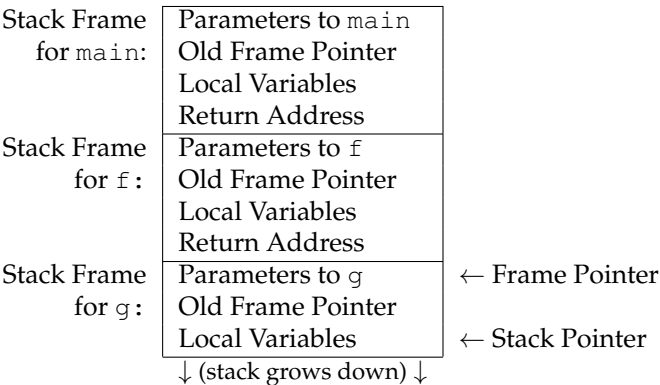 Stack Frame Parameters to main
for main: Old Frame Pointer
Local Variables
Return Address
Stack Frame Parameters to f
for f: Old Frame Pointer
Local Variables
Return Address
Stack Frame Parameters to g ← Frame Pointer
for g: Old Frame Pointer
Local Variables ← Stack Pointer
↓ (stack grows down) ↓